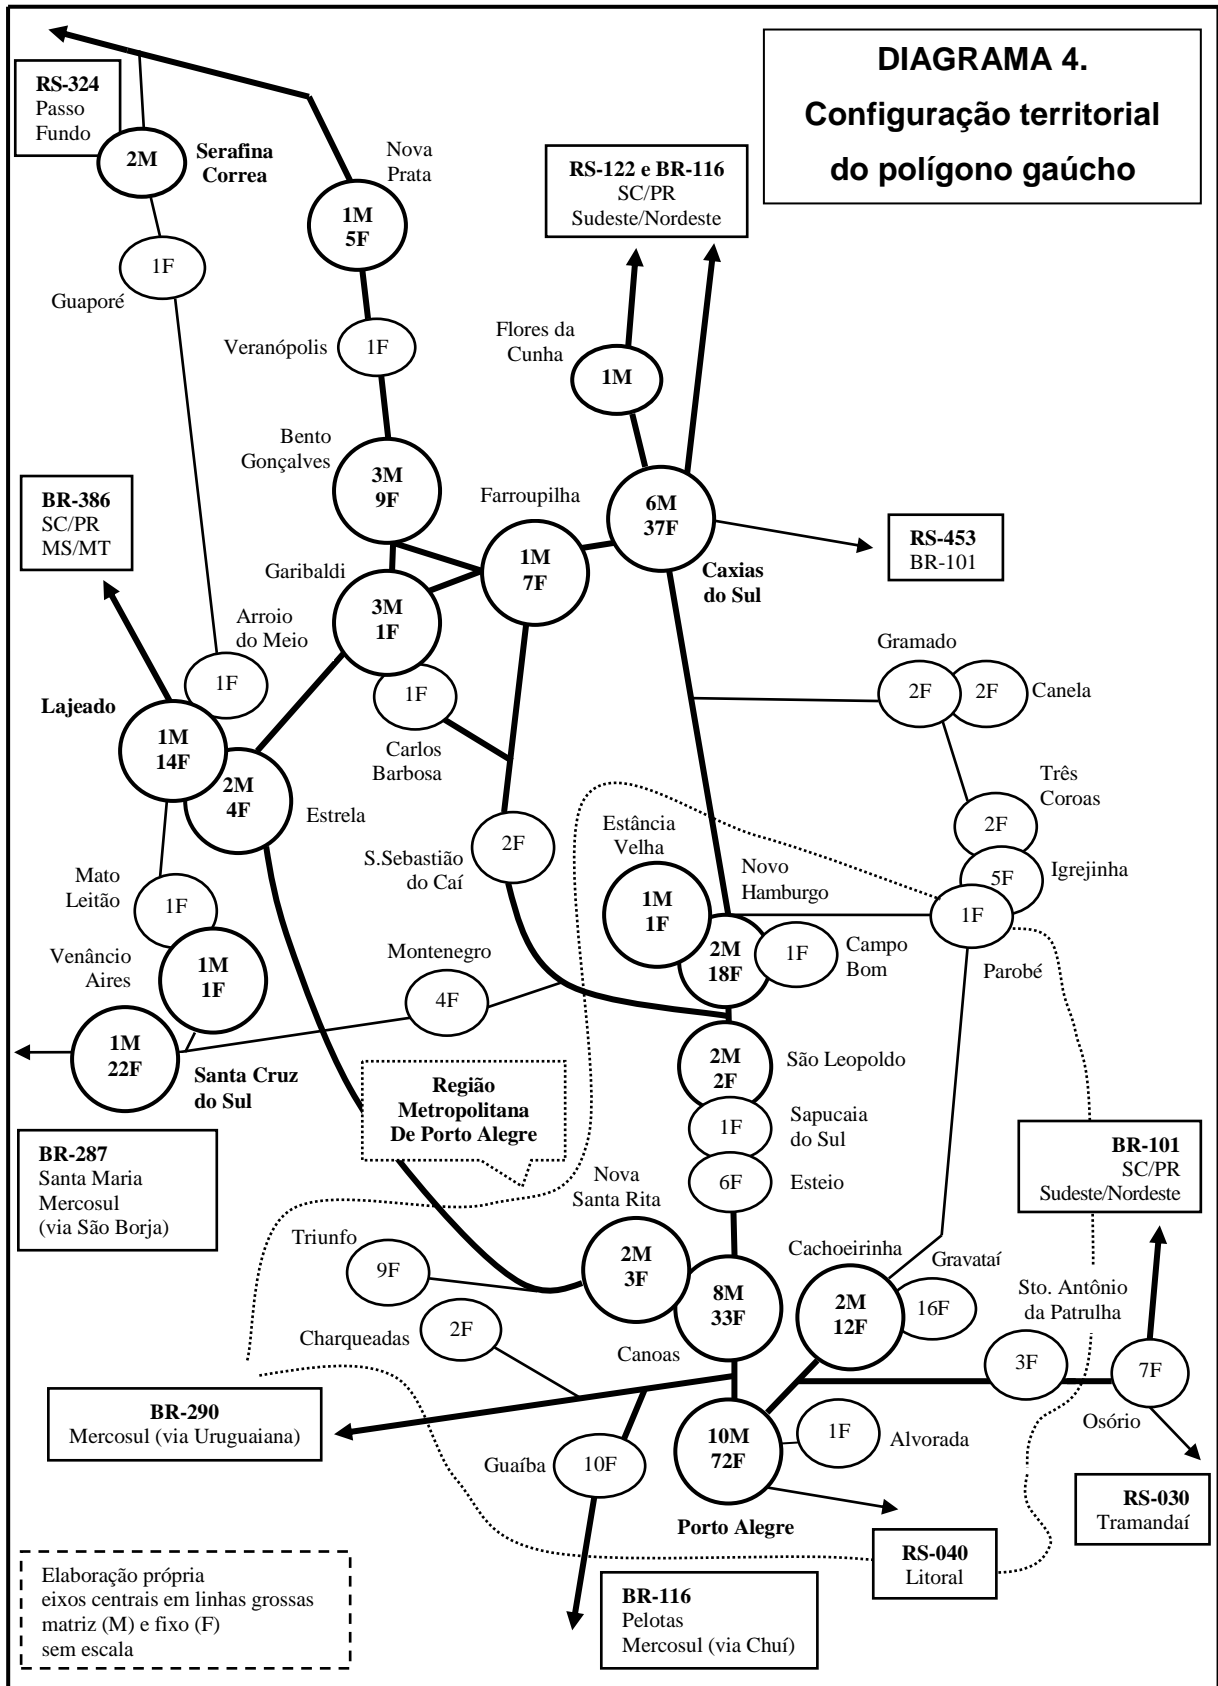 DIAGRAMA 4.
Configuração territorial
do polígono gaúcho
RS-324
Passo
Fundo
2M
Serafina
Correa
Nova
Prata
1M
5F
RS-122 e BR-116
SC/PR
Sudeste/Nordeste
1F
Guaporé
Veranópolis
1F
Flores da
Cunha
1M
Bento
Gonçalves
3M
9F
BR-386
SC/PR
MS/MT
Farroupilha
1M
7F
6M
37F
Caxias
do Sul
RS-453
BR-101
Garibaldi
3M
1F
Arroio
do Meio
1F
1F
Carlos
Barbosa
Gramado
2F
2F
Canela
Lajeado
1M
14F
2M
4F
Estrela
Três
Coroas
2F
5F
Igrejinha
S.Sebastião
do Caí
2F
Estância
Velha
1M
1F
Novo
Hamburgo
2M
18F
1F
Campo
Bom
1F
Parobé
Mato
Leitão
1F
Venâncio
Aires
1M
1F
Montenegro
4F
1M
22F
Santa Cruz
do Sul
2M
2F
São Leopoldo
Região
Metropolitana
De Porto Alegre
1F
Sapucaia
do Sul
6F
Esteio
BR-287
Santa Maria
Mercosul
(via São Borja)
BR-101
SC/PR
Sudeste/Nordeste
Nova
Santa Rita
2M
3F
Triunfo
9F
8M
33F
Canoas
Cachoeirinha
2M
12F
Gravataí
16F
Sto. Antônio
da Patrulha
3F
7F
Osório
Charqueadas
2F
BR-290
Mercosul (via Uruguaiana)
Guaíba
10F
10M
72F
Porto Alegre
1F
Alvorada
RS-030
Tramandaí
RS-040
Litoral
BR-116
Pelotas
Mercosul (via Chuí)
Elaboração própria
eixos centrais em linhas grossas
matriz (M) e fixo (F)
sem escala